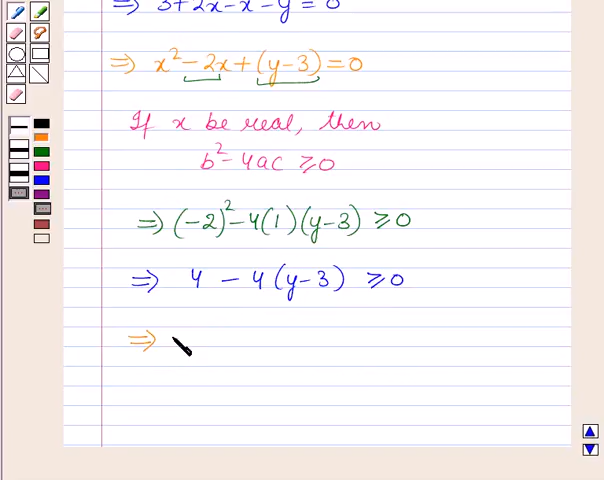 ⇒ 3+2x-x²-y = 0
⇒ x² - 2x + (y-3) = 0
If x be real, then
b² - 4ac ≥ 0
⇒ (-2)² - 4(1)(y-3) ≥ 0
⇒ 4 - 4(y-3) ≥ 0
⇒